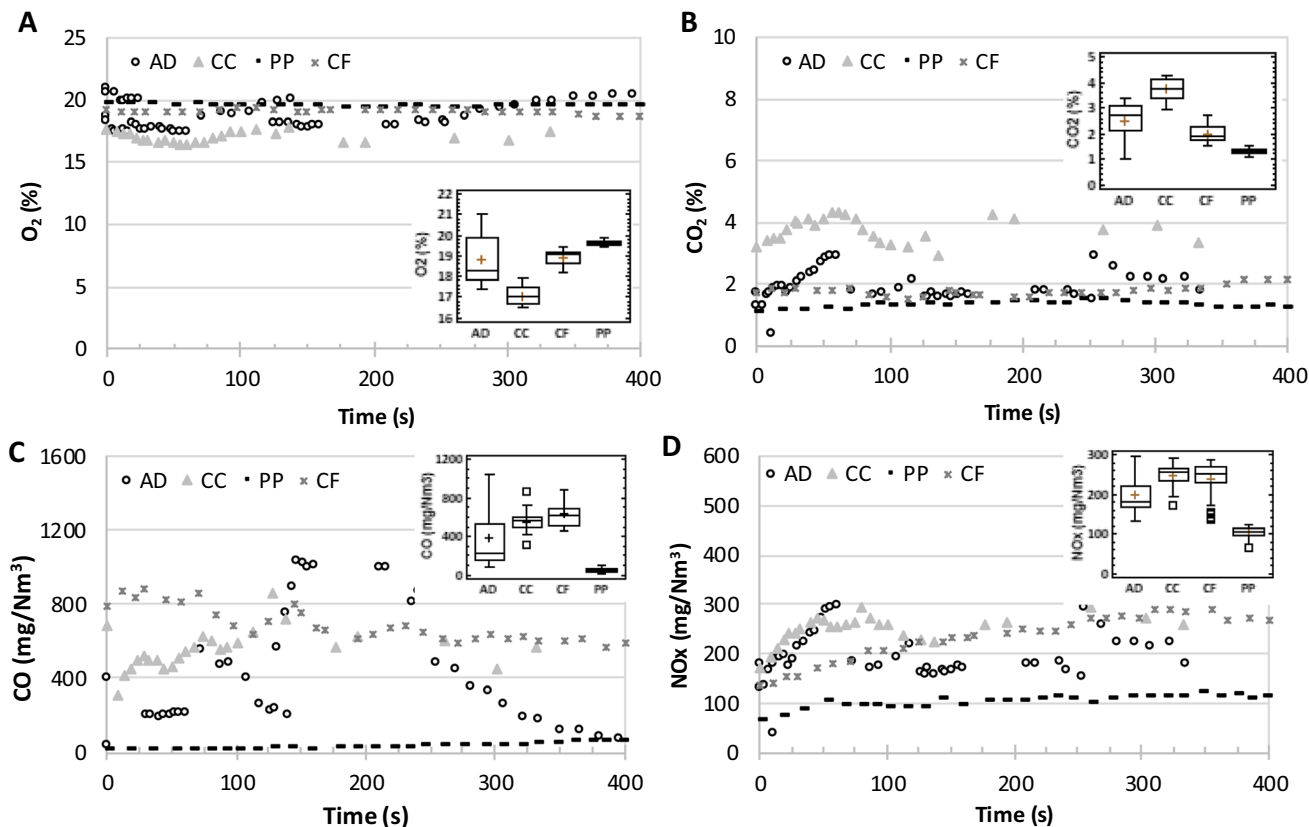 A
25
20
15
10
5
0
O2 (%)
AD CC PP CF
0 100 200 300 400
Time (s)
22
21
20
19
18
17
16
O2 (%)
AD CC CF PP
B
10
8
6
4
2
0
CO2 (%)
AD CC PP CF
0 100 200 300 400
Time (s)
5
4
3
2
1
0
CO2 (%)
AD CC CF PP
C
1600
1200
800
400
0
CO (mg/Nm³)
AD CC PP CF
0 100 200 300 400
Time (s)
1200
900
600
300
0
CO (mg/Nm3)
AD CC CF PP
D
600
500
400
300
200
100
0
NOx (mg/Nm³)
AD CC PP CF
0 100 200 300 400
Time (s)
300
200
100
0
NOx (mg/Nm3)
AD CC CF PP